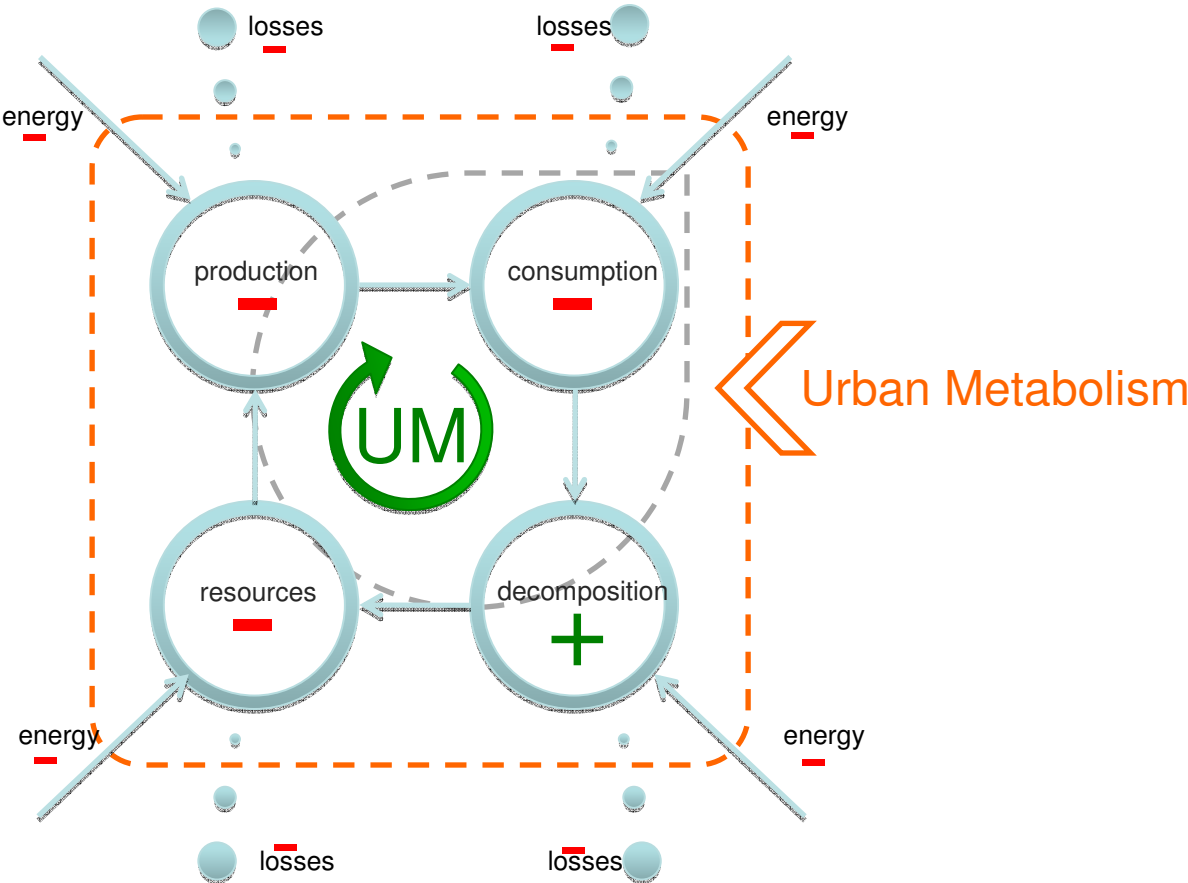 losses
losses
energy
energy
production
consumption
Urban Metabolism
UM
resources
decomposition
+
energy
energy
losses
losses